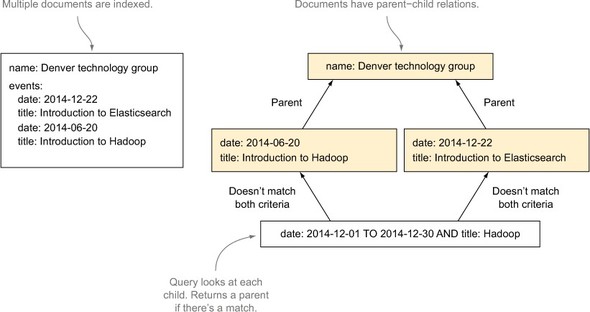 Multiple documents are indexed.
Documents have parent–child relations.
name: Denver technology group
events:
date: 2014-12-22
title: Introduction to Elasticsearch
date: 2014-06-20
title: Introduction to Hadoop
name: Denver technology group
Parent
Parent
date: 2014-06-20
title: Introduction to Hadoop
date: 2014-12-22
title: Introduction to Elasticsearch
Doesn’t match
both criteria
Doesn’t match
both criteria
date: 2014-12-01 TO 2014-12-30 AND title: Hadoop
Query looks at each
child. Returns a parent
if there’s a match.